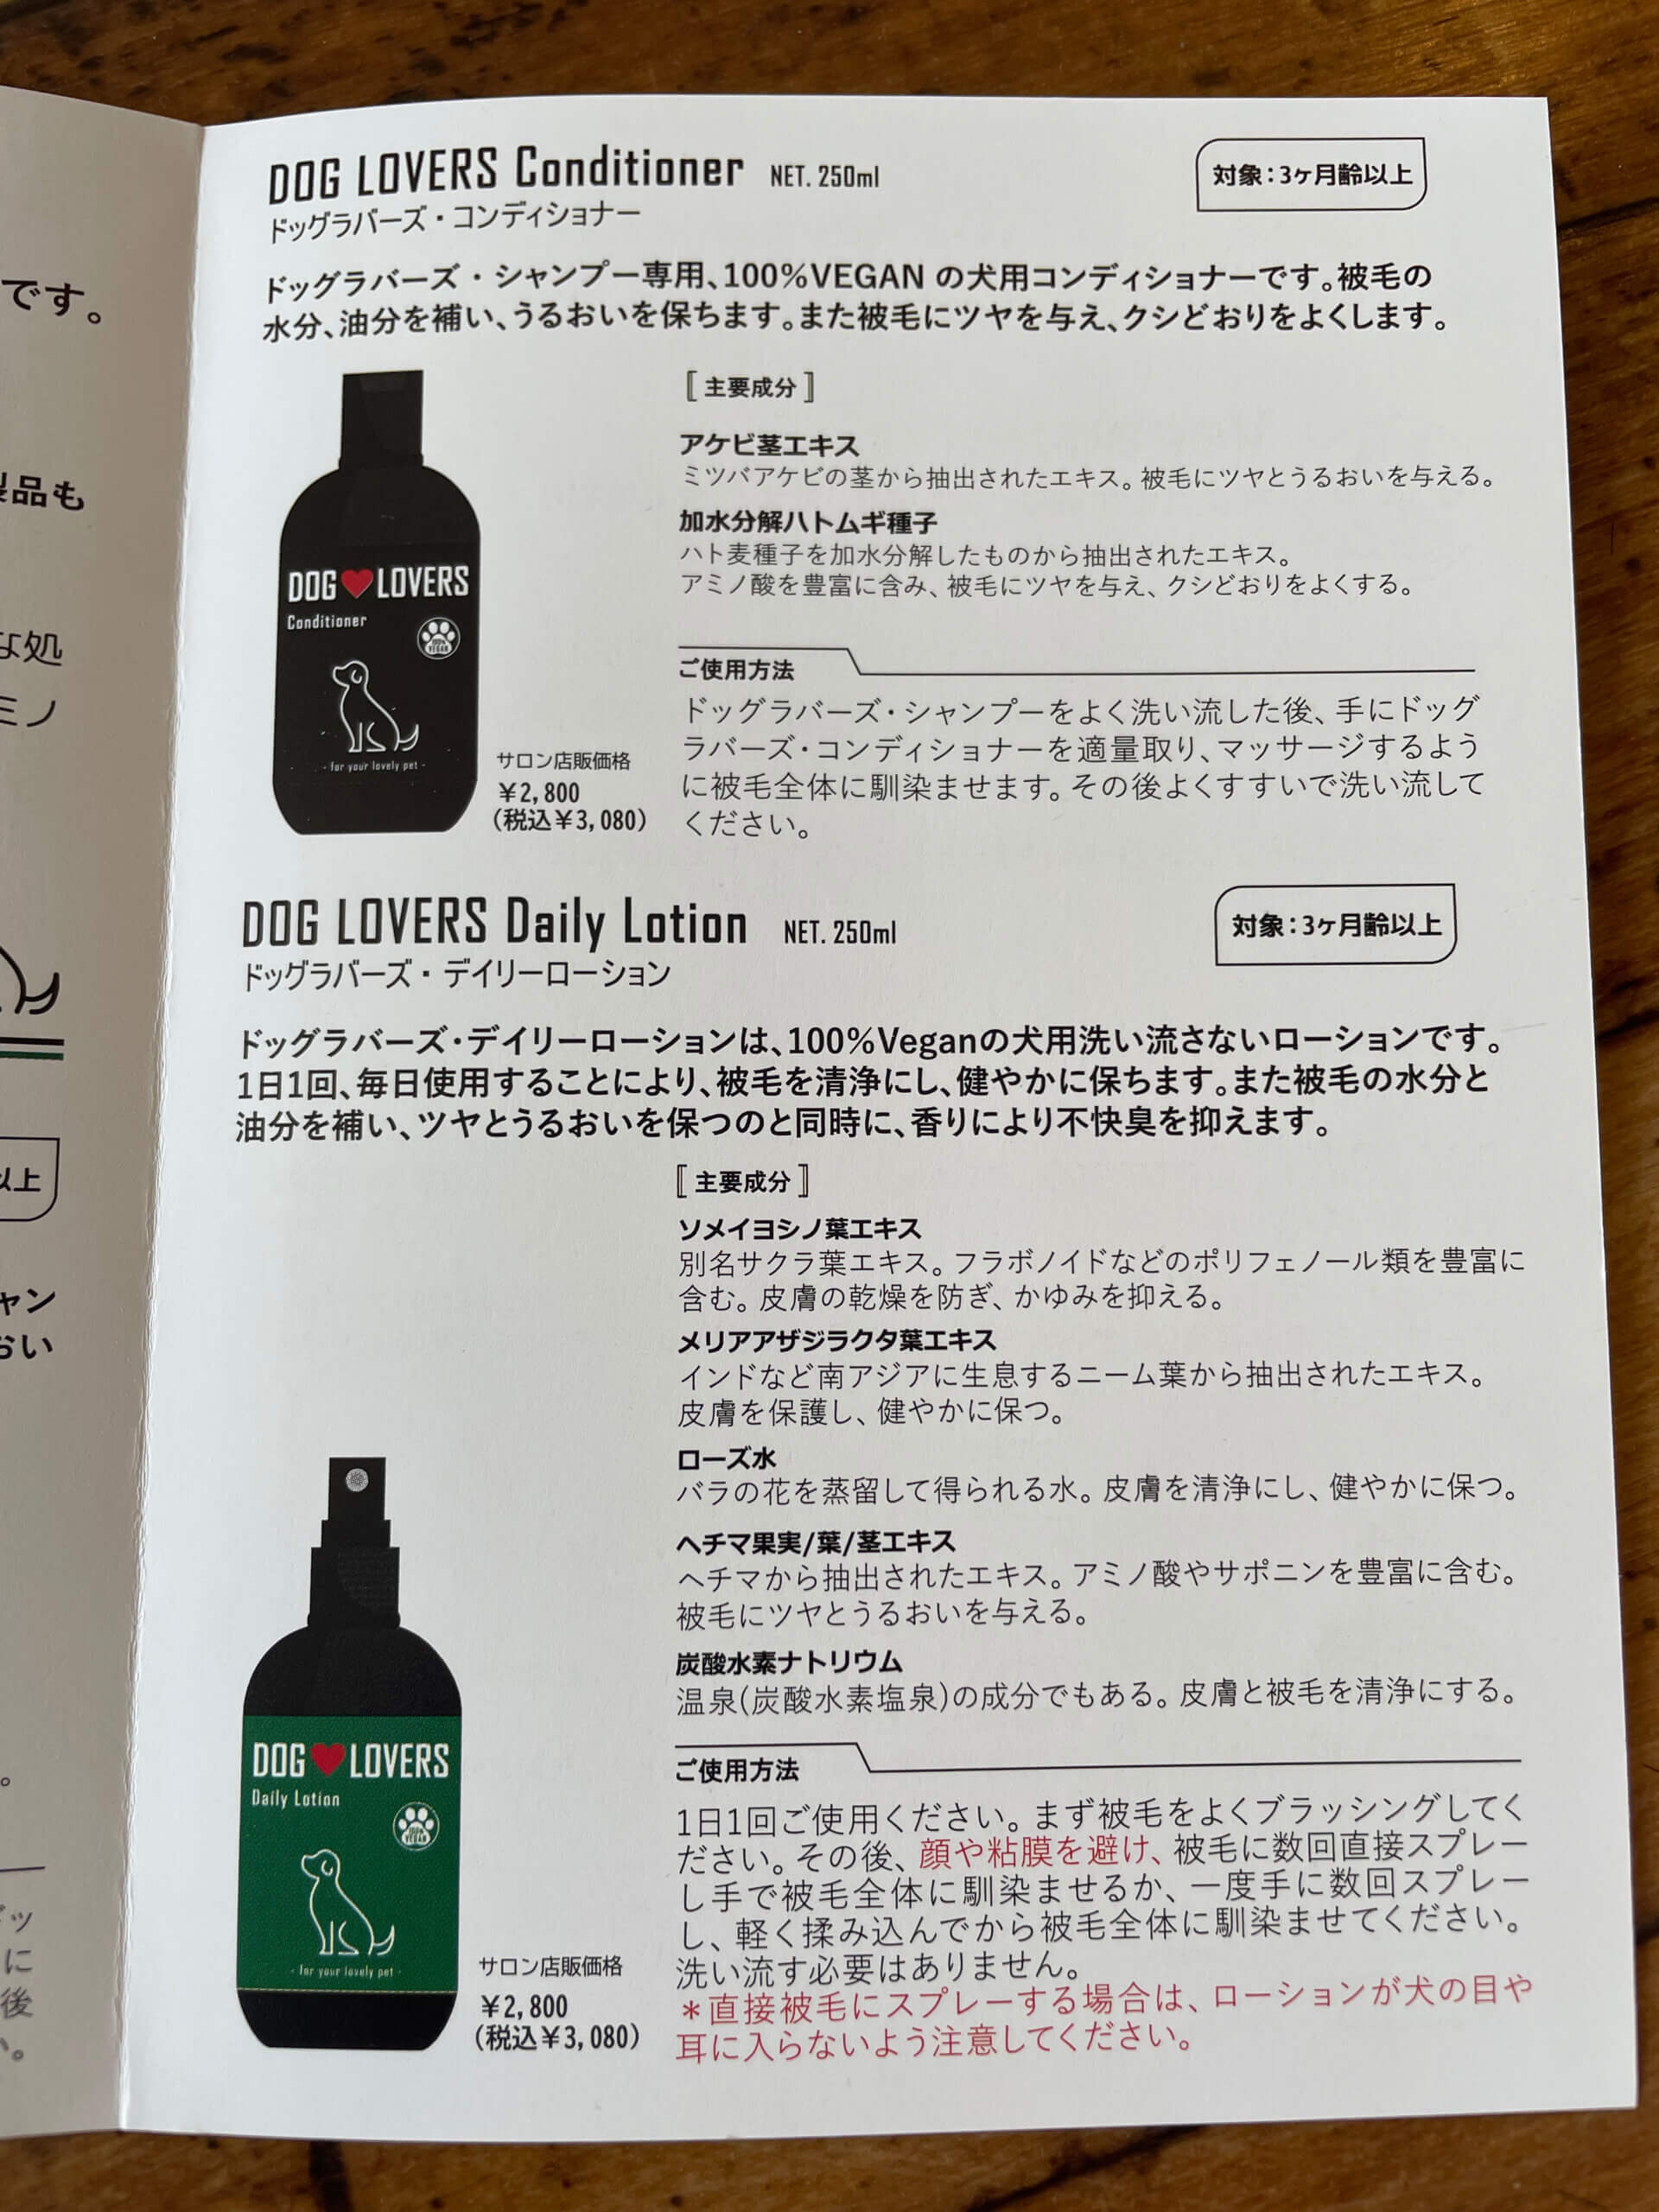 です。
製品も
な処
ミノ
以上
ャン
おい
。
ッ
に
後
い。
DOG LOVERS Conditioner NET. 250ml
対象：3ヶ月齢以上
ドッグラバーズ・コンディショナー
ドッグラバーズ・シャンプー専用、100%VEGAN の犬用コンディショナーです。被毛の
水分、油分を補い、うるおいを保ちます。また被毛にツヤを与え、クシどおりをよくします。
DOG LOVERS
Conditioner
100% VEGAN
- for your lovely pet -
サロン店販価格
¥2,800
(税込¥3,080)
[主要成分]
アケビ茎エキス
ミツバアケビの茎から抽出されたエキス。被毛にツヤとうるおいを与える。
加水分解ハトムギ種子
ハト麦種子を加水分解したものから抽出されたエキス。
アミノ酸を豊富に含み、被毛にツヤを与え、クシどおりをよくする。
ご使用方法
ドッグラバーズ・シャンプーをよく洗い流した後、手にドッグ
ラバーズ・コンディショナーを適量取り、マッサージするよう
に被毛全体に馴染ませます。その後よくすすいで洗い流して
ください。
DOG LOVERS Daily Lotion NET. 250ml
対象：3ヶ月齢以上
ドッグラバーズ・デイリーローション
ドッグラバーズ・デイリーローションは、100%Veganの犬用洗い流さないローションです。
1日1回、毎日使用することにより、被毛を清浄にし、健やかに保ちます。また被毛の水分と
油分を補い、ツヤとうるおいを保つのと同時に、香りにより不快臭を抑えます。
[主要成分]
ソメイヨシノ葉エキス
別名サクラ葉エキス。フラボノイドなどのポリフェノール類を豊富に
含む。皮膚の乾燥を防ぎ、かゆみを抑える。
メリアアザジラクタ葉エキス
インドなど南アジアに生息するニーム葉から抽出されたエキス。
皮膚を保護し、健やかに保つ。
ローズ水
バラの花を蒸留して得られる水。皮膚を清浄にし、健やかに保つ。
ヘチマ果実/葉/茎エキス
ヘチマから抽出されたエキス。アミノ酸やサポニンを豊富に含む。
被毛にツヤとうるおいを与える。
炭酸水素ナトリウム
温泉(炭酸水素塩泉)の成分でもある。皮膚と被毛を清浄にする。
DOG LOVERS
Daily Lotion
100% VEGAN
- for your lovely pet -
サロン店販価格
¥2,800
(税込¥3,080)
ご使用方法
1日1回ご使用ください。まず被毛をよくブラッシングしてく
ださい。その後、顔や粘膜を避け、被毛に数回直接スプレー
し手で被毛全体に馴染ませるか、一度手に数回スプレー
し、軽く揉み込んでから被毛全体に馴染ませてください。
洗い流す必要はありません。
＊直接被毛にスプレーする場合は、ローションが犬の目や
耳に入らないよう注意してください。